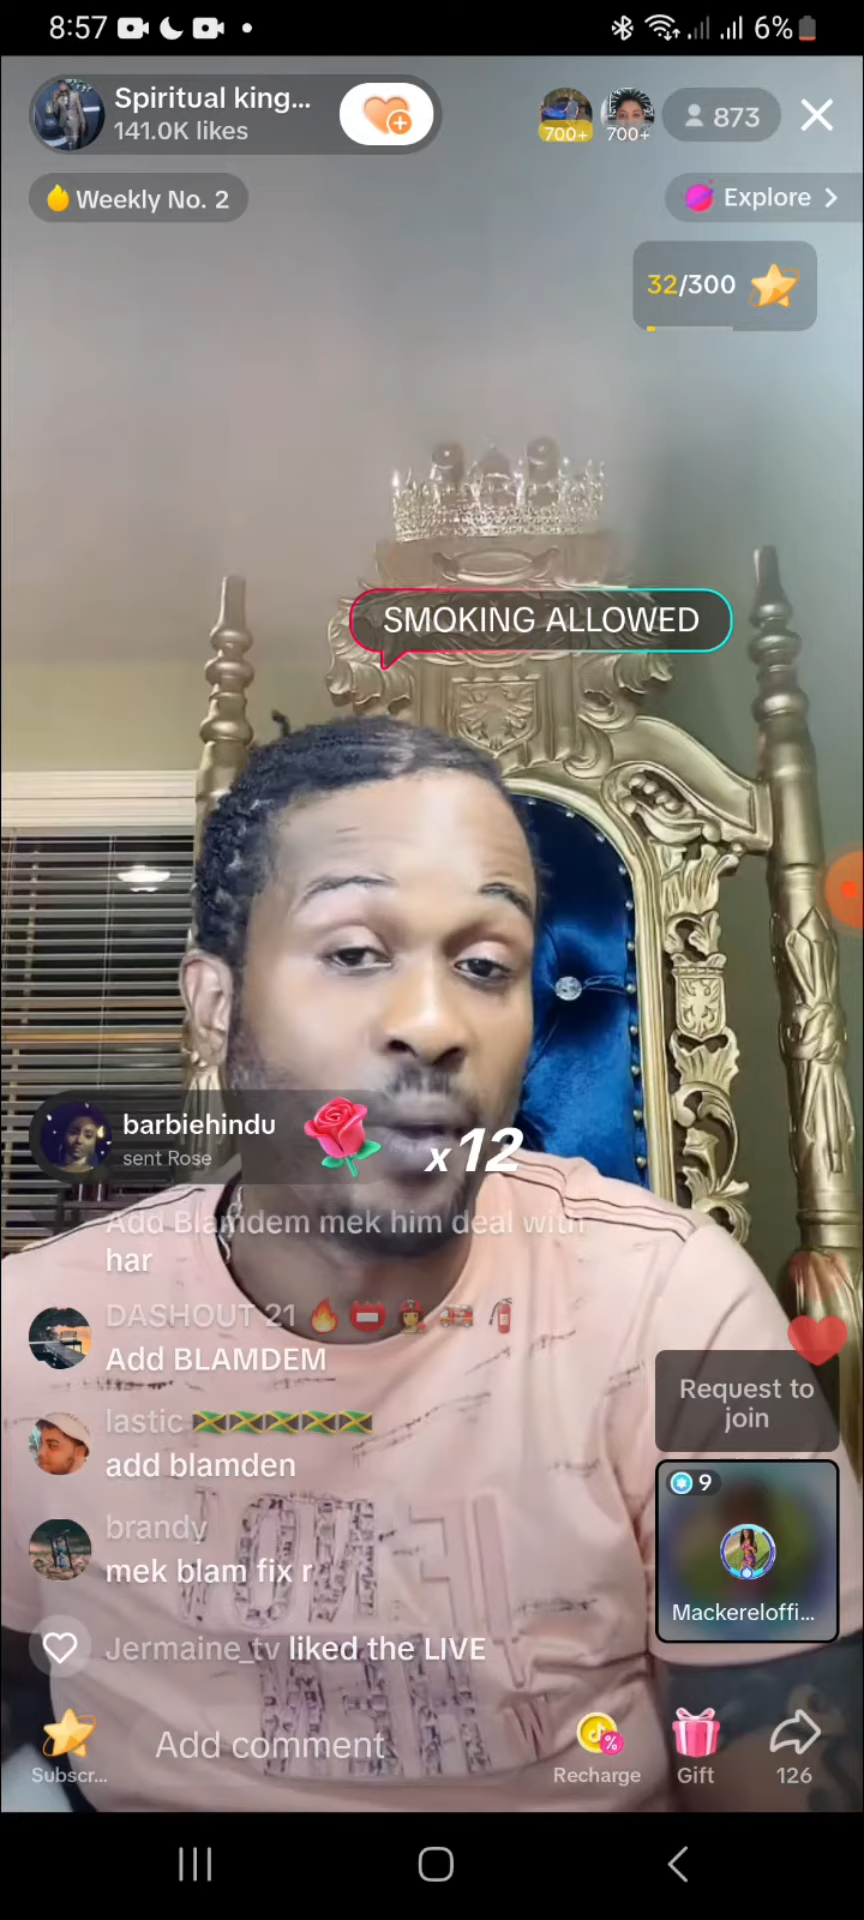 8:57
6%
Spiritual king...
141.0K likes
700+
700+
873
Weekly No. 2
Explore
32/300
SMOKING ALLOWED
barbiehindu
sent Rose
x12
Add Blamdem mek him deal with
har
DASHOUT 21
Add BLAMDEM
lastic
add blamden
brandy
mek blam fix r
Jermaine_tv liked the LIVE
Request to
join
9
Mackereloffi...
Subscr...
Add comment
Recharge
Gift
126